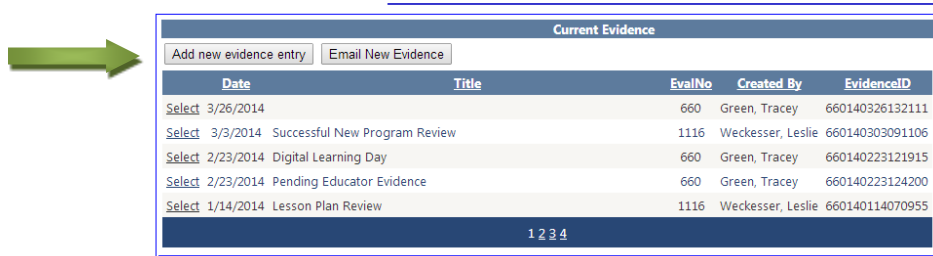 Current Evidence
Add new evidence entry Email New Evidence
Date Title EvalNo Created By EvidenceID
Select 3/26/2014 660 Green, Tracey 660140326132111
Select 3/3/2014 Successful New Program Review 1116 Weckesser, Leslie 660140303091106
Select 2/23/2014 Digital Learning Day 660 Green, Tracey 660140223121915
Select 2/23/2014 Pending Educator Evidence 660 Green, Tracey 660140223124200
Select 1/14/2014 Lesson Plan Review 1116 Weckesser, Leslie 660140114070955
1 2 3 4